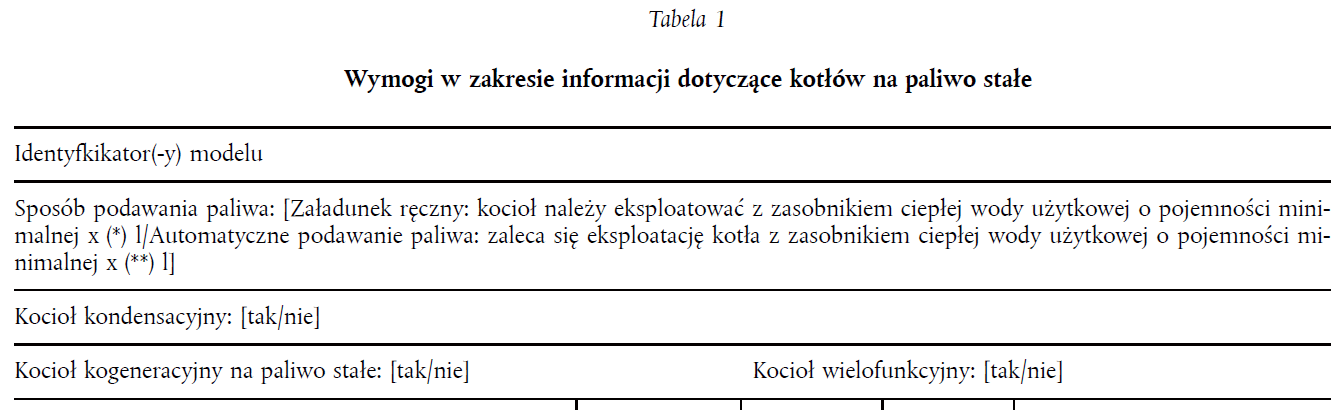 Tabela 1
Wymogi w zakresie informacji dotyczące kotłów na paliwo stałe
Identyfkikator(-y) modelu
Sposób podawania paliwa: [Załadunek ręczny: kocioł należy eksploatować z zasobnikiem ciepłej wody użytkowej o pojemności mini-
malnej x (*) l/Automatyczne podawanie paliwa: zaleca się eksploatację kotła z zasobnikiem ciepłej wody użytkowej o pojemności mi-
nimalnej x (**) l]
Kocioł kondensacyjny: [tak/nie]
Kocioł kogeneracyjny na paliwo stałe: [tak/nie]
Kocioł wielofunkcyjny: [tak/nie]